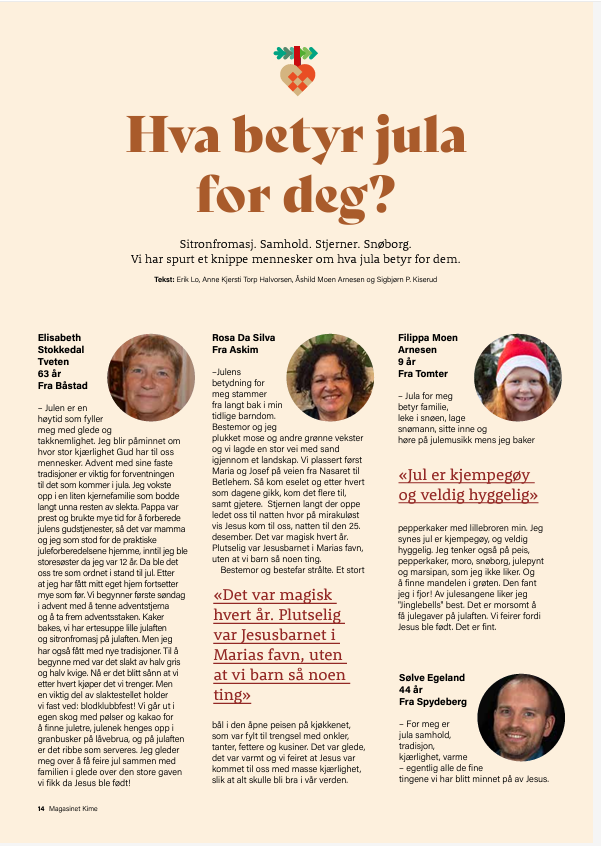 Hva betyr jula
for deg?
Sitronfromasj. Samhold. Stjerner. Snøborg.
Vi har spurt et knippe mennesker om hva jula betyr for dem.
Tekst: Erik Lo, Anne Kjersti Torp Halvorsen, Åshild Moen Arnesen og Sigbjørn P. Kiserud
Elisabeth
Stokkedal
Tveten
63 år
Fra Båstad
– Julen er en
høytid som fyller
meg med glede og
takknemlighet. Jeg blir påminnet om
hvor stor kjærlighet Gud har til oss
mennesker. Advent med sine faste
tradisjoner er viktig for forventningen
til det som kommer i jula. Jeg vokste
opp i en liten kjernefamilie som bodde
langt unna resten av slekta. Pappa var
prest og brukte mye tid for å forberede
julens gudstjenester, så det var mamma
og jeg som stod for de praktiske
juleforberedelsene hjemme, inntil jeg ble
storesøster da jeg var 12 år. Da ble det
oss tre som ordnet i stand til jul. Etter
at jeg har fått mitt eget hjem fortsetter
mye som før. Vi begynner første søndag
i advent med å tenne adventstjerna
og å ta frem adventsstaken. Kaker
bakes, vi har ertesuppe lille julaften
og sitronfromasj på julaften. Men jeg
har også fått med nye tradisjoner. Til å
begynne med var det slakt av halv gris
og halv kvige. Nå er det blitt sånn at vi
etter hvert kjøper det vi trenger. Men
en viktig del av slaktestellet holder
vi fast ved: blodklubbfest! Vi går ut i
egen skog med pølser og kakao for
å finne juletre, julenek henges opp i
granbusker på låvebrua, og på julaften
er det ribbe som serveres. Jeg gleder
meg over å få feire jul sammen med
familien i glede over den store gaven
vi fikk da Jesus ble født!
Rosa Da Silva
Fra Askim
–Julens
betydning for
meg stammer
fra langt bak i min
tidlige barndom.
Bestemor og jeg
plukket mose og andre grønne vekster
og vi lagde en stor vei med sand
igjennom et landskap. Vi plassert først
Maria og Josef på veien fra Nasaret til
Betlehem. Så kom eselet og etter hvert
som dagene gikk, kom det flere til,
samt gjetere.  Stjernen langt der oppe
ledet oss til natten hvor på mirakuløst
vis Jesus kom til oss, natten til den 25.
desember. Det var magisk hvert år.
Plutselig var Jesusbarnet i Marias favn,
uten at vi barn så noen ting.
Bestemor og bestefar strålte. Et stort
«Det var magisk
hvert år. Plutselig
var Jesusbarnet i
Marias favn, uten
at vi barn så noen
ting»
bål i den åpne peisen på kjøkkenet,
som var fylt til trengsel med onkler,
tanter, fettere og kusiner. Det var glede,
det var varmt og vi feiret at Jesus var
kommet til oss med masse kjærlighet,
slik at alt skulle bli bra i vår verden.
Filippa Moen
Arnesen
9 år
Fra Tomter
– Jula for meg
betyr familie,
leke i snøen, lage
snømann, sitte inne og
høre på julemusikk mens jeg baker
«Jul er kjempegøy
og veldig hyggelig»
pepperkaker med lillebroren min. Jeg
synes jul er kjempegøy, og veldig
hyggelig. Jeg tenker også på peis,
pepperkaker, moro, snøborg, julepynt
og marsipan, som jeg ikke liker. Og
å finne mandelen i grøten. Den fant
jeg i fjor! Av julesangene liker jeg
"Jinglebells" best. Det er morsomt å
få julegaver på julaften. Vi feirer fordi
Jesus ble født. Det er fint.
Sølve Egeland
44 år
Fra Spydeberg
– For meg er
jula samhold,
tradisjon,
kjærlighet, varme
– egentlig alle de fine
tingene vi har blitt minnet på av Jesus.
14 Magasinet Kime